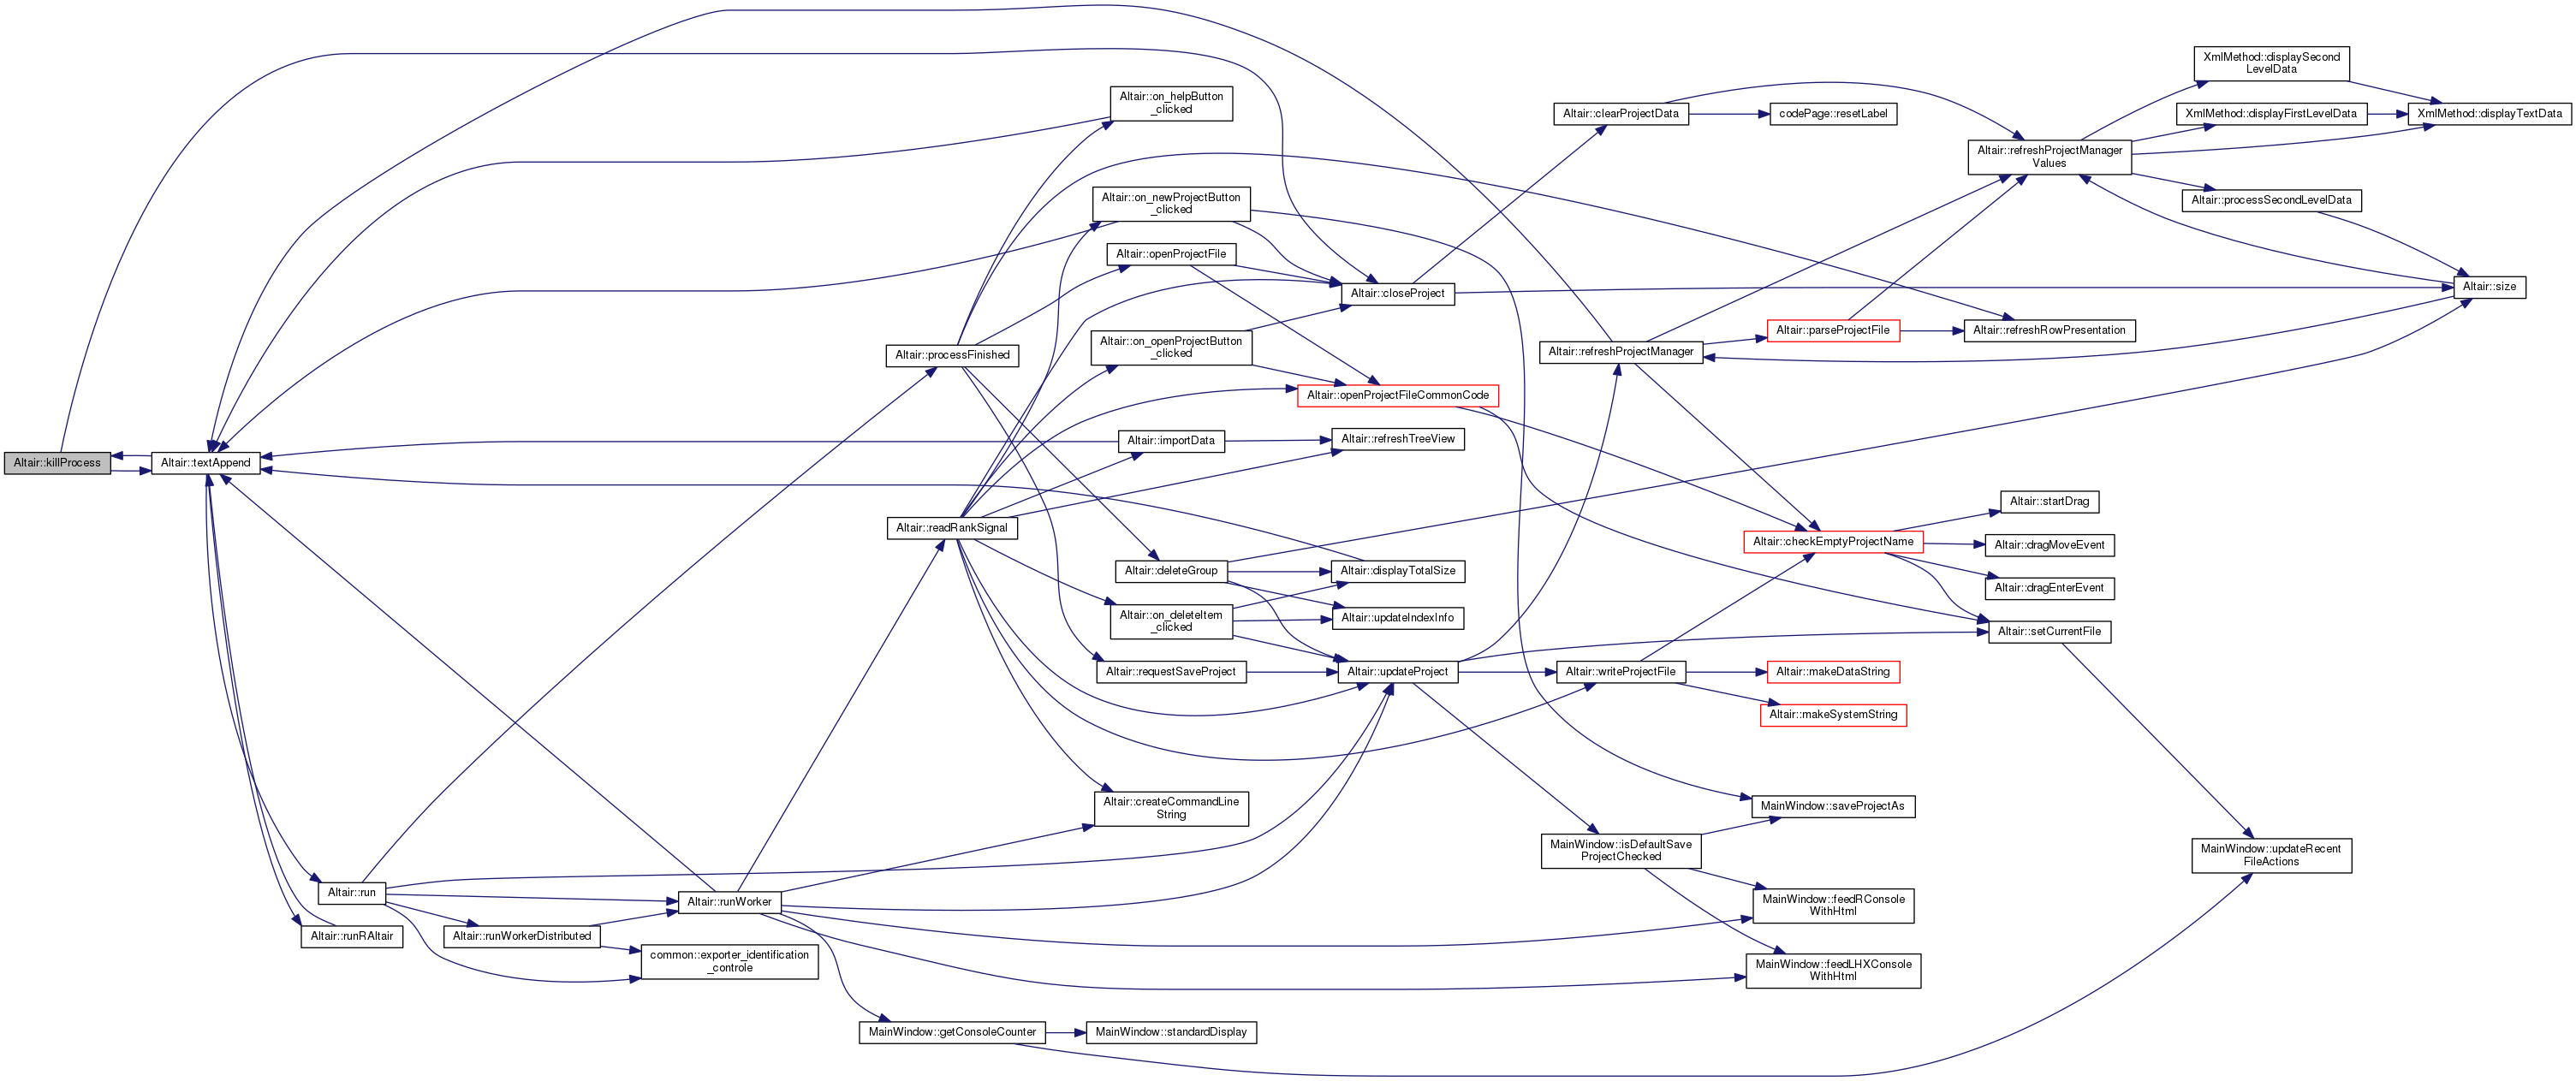 Altair::killProcess
Altair::textAppend
Altair::run
Altair::runRAltair
Altair::runWorkerDistributed
common::exporter_identification
_controle
Altair::runWorker
Altair::processFinished
Altair::readRankSignal
MainWindow::getConsoleCounter
Altair::on_helpButton
_clicked
Altair::on_newProjectButton
_clicked
Altair::openProjectFile
Altair::on_openProjectButton
_clicked
Altair::importData
Altair::deleteGroup
Altair::on_deleteItem
_clicked
Altair::requestSaveProject
Altair::createCommandLine
String
MainWindow::standardDisplay
Altair::closeProject
Altair::openProjectFileCommonCode
Altair::refreshTreeView
Altair::displayTotalSize
Altair::updateIndexInfo
Altair::updateProject
Altair::clearProjectData
Altair::refreshProjectManager
Altair::writeProjectFile
MainWindow::isDefaultSave
ProjectChecked
codePage::resetLabel
Altair::parseProjectFile
Altair::checkEmptyProjectName
Altair::makeDataString
Altair::makeSystemString
MainWindow::saveProjectAs
MainWindow::feedRConsole
WithHtml
MainWindow::feedLHXConsole
WithHtml
Altair::refreshProjectManager
Values
Altair::refreshRowPresentation
Altair::startDrag
Altair::dragMoveEvent
Altair::dragEnterEvent
Altair::setCurrentFile
XmlMethod::displaySecond
LevelData
XmlMethod::displayFirstLevelData
Altair::processSecondLevelData
MainWindow::updateRecent
FileActions
XmlMethod::displayTextData
Altair::size